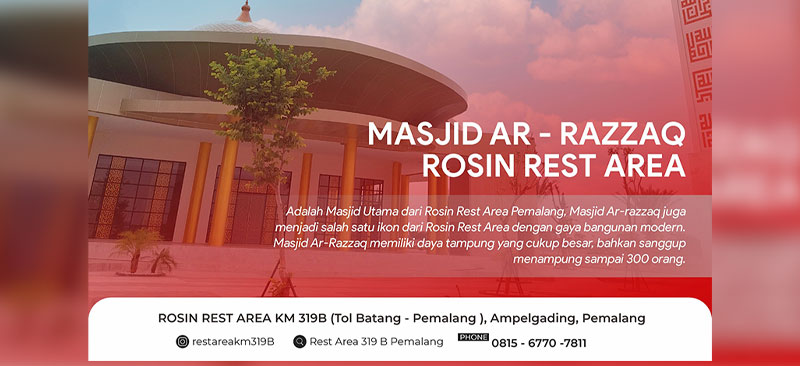 MASJID AR - RAZZAQ
ROSIN REST AREA
Adalah Masjid Utama dari Rosin Rest Area Pemalang, Masjid Ar-razzaq juga
menjadi salah satu ikon dari Rosin Rest Area dengan gaya bangunan modern.
Masjid Ar-Razzaq memiliki daya tampung yang cukup besar, bahkan sanggup
menampung sampai 300 orang.
ROSIN REST AREA KM 319B (Tol Batang - Pemalang ), Ampelgading, Pemalang
restareakm319B Rest Area 319 B Pemalang PHONE 0815 - 6770 -7811